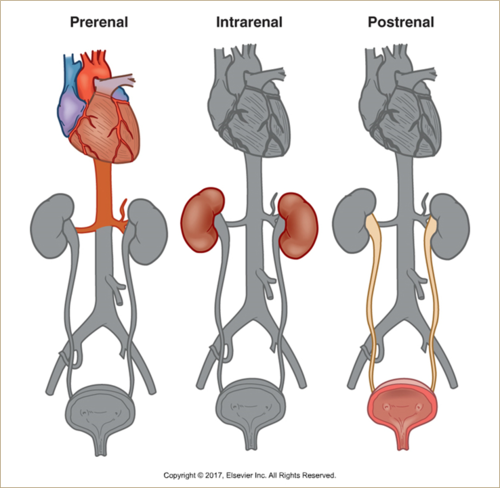 Prerenal Intrarenal Postrenal
Copyright © 2017, Elsevier Inc. All Rights Reserved.